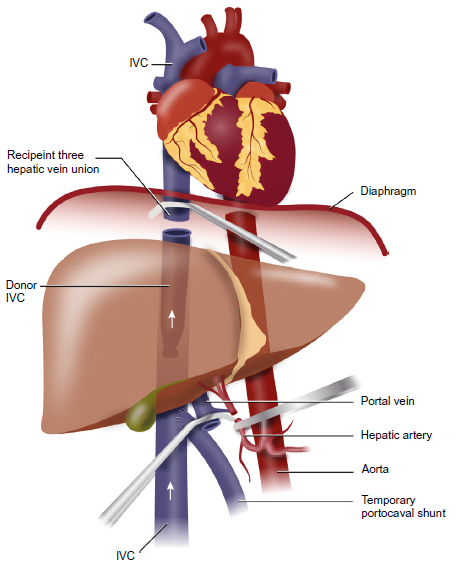 IVC
Recipeint three
hepatic vein union
Diaphragm
Donor
IVC
Portal vein
Hepatic artery
Aorta
Temporary
portocaval shunt
IVC